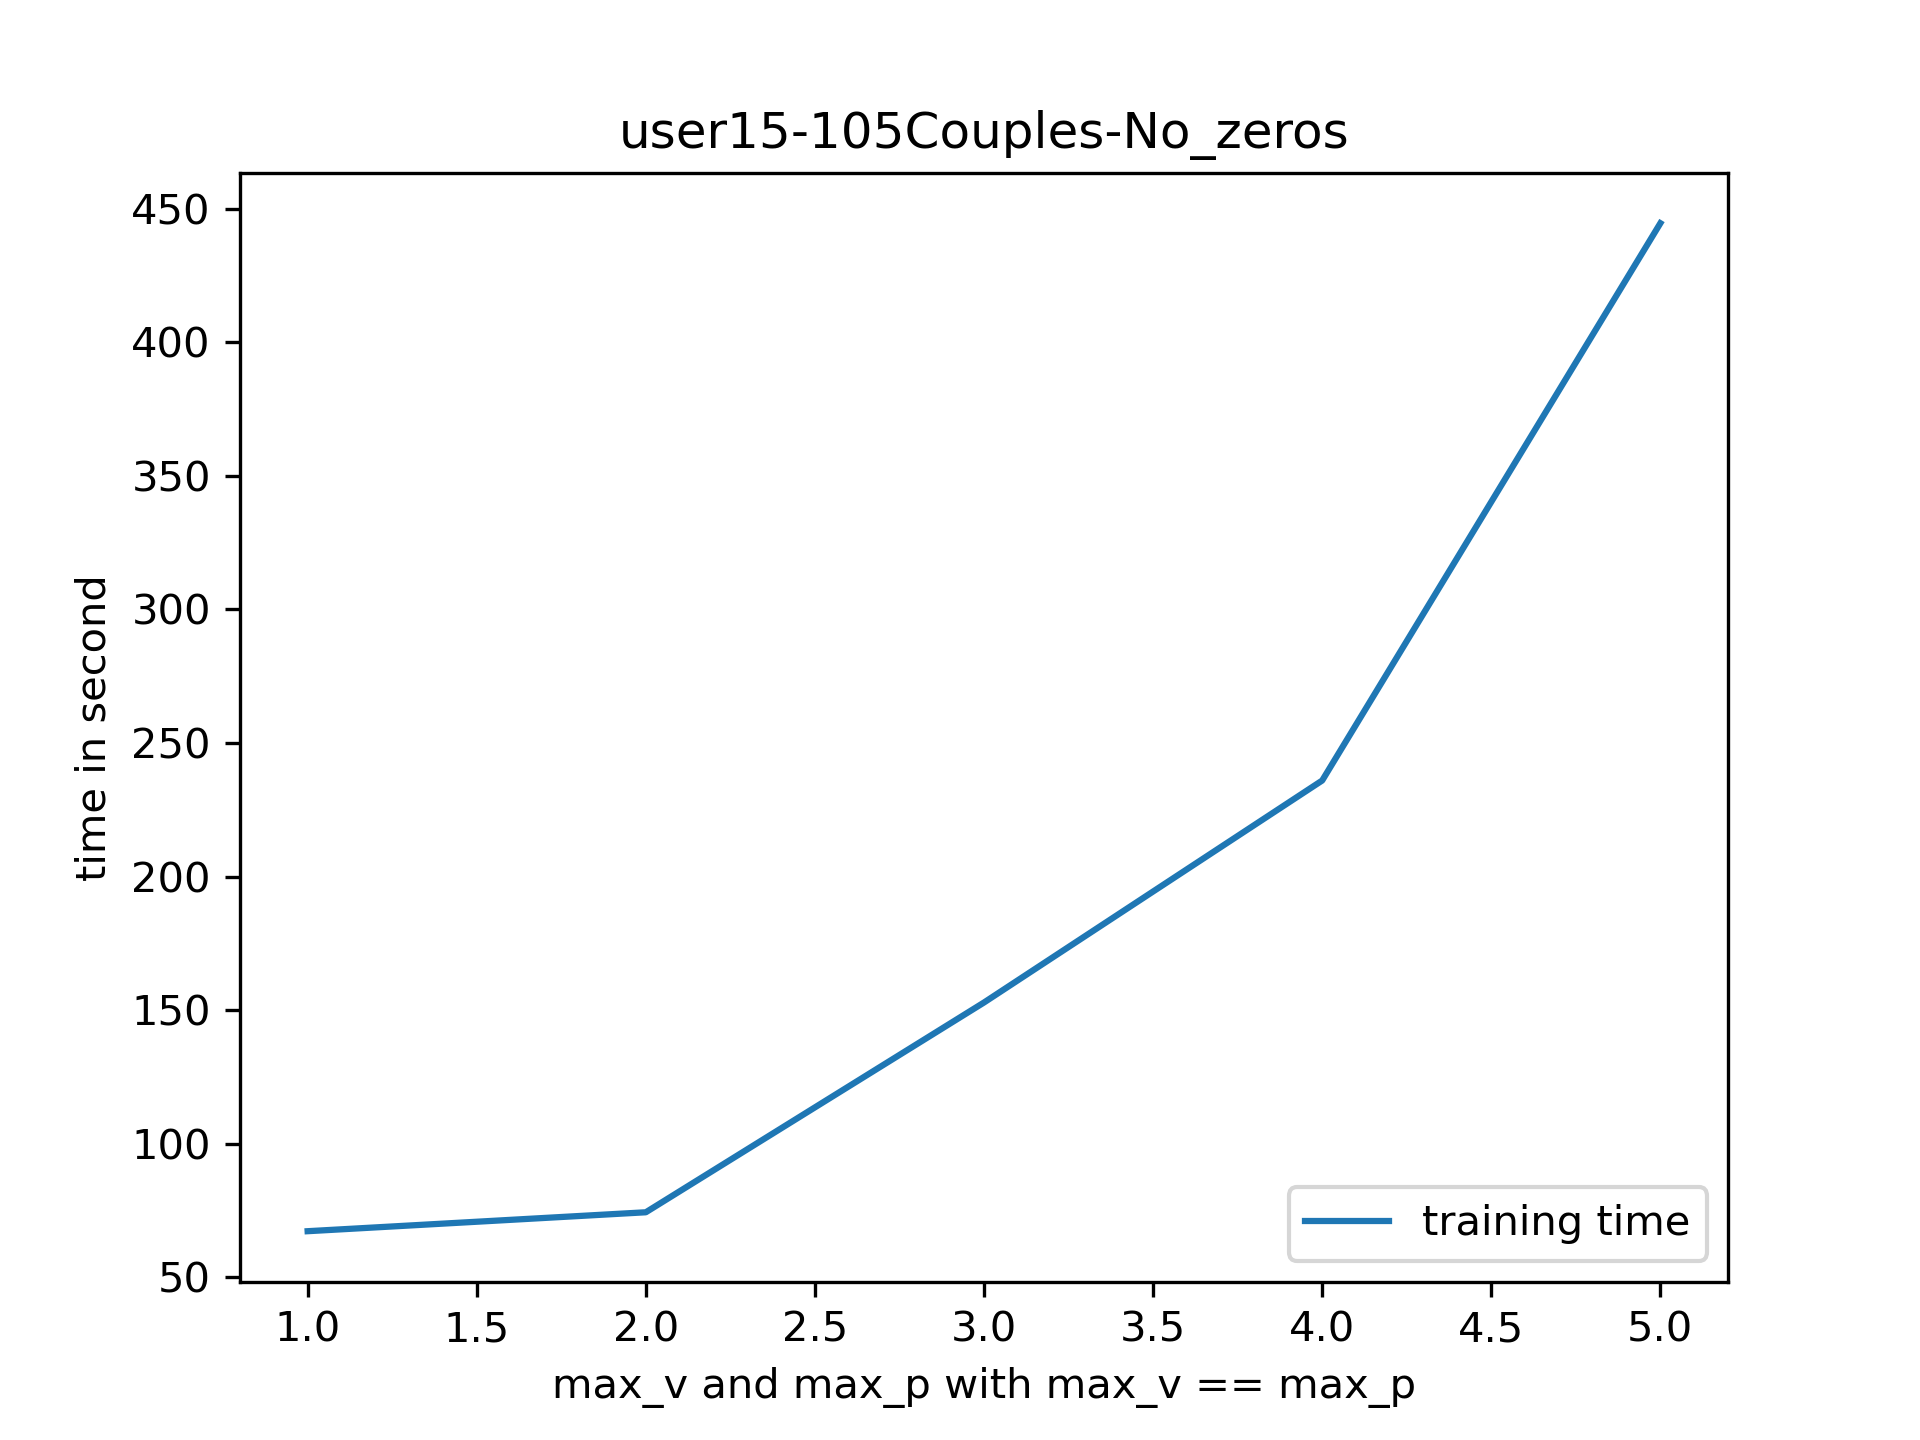 user15-105Couples-No_zeros
450
400
350
300
250
200
150
100
50
time in second
training time
1.0 1.5 2.0 2.5 3.0 3.5 4.0 4.5 5.0
max_v and max_p with max_v == max_p